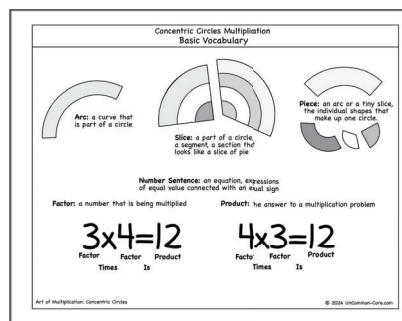 Concentric Circles Multipliation
Basic Vocabulary
Arc: a curve that
is part of a circle
Slice: a part of a circle,
a segment, a section tho
looks like a slice of pie
Piece: an arc or a tiny slice,
the individual shapes that
make up one circle.
Number Sentence: an equation, expressions
of equal value connected with an equal sign
Factor: a number that is being multiplied
Product: he answer to a multiplication problem
3x4=12
Factor Factor Product
Times Is
4x3=12
Facto Factor Product
Times Is
Art of Multiplication: Concentric Circles
© 2024 UnCommon-Core.com